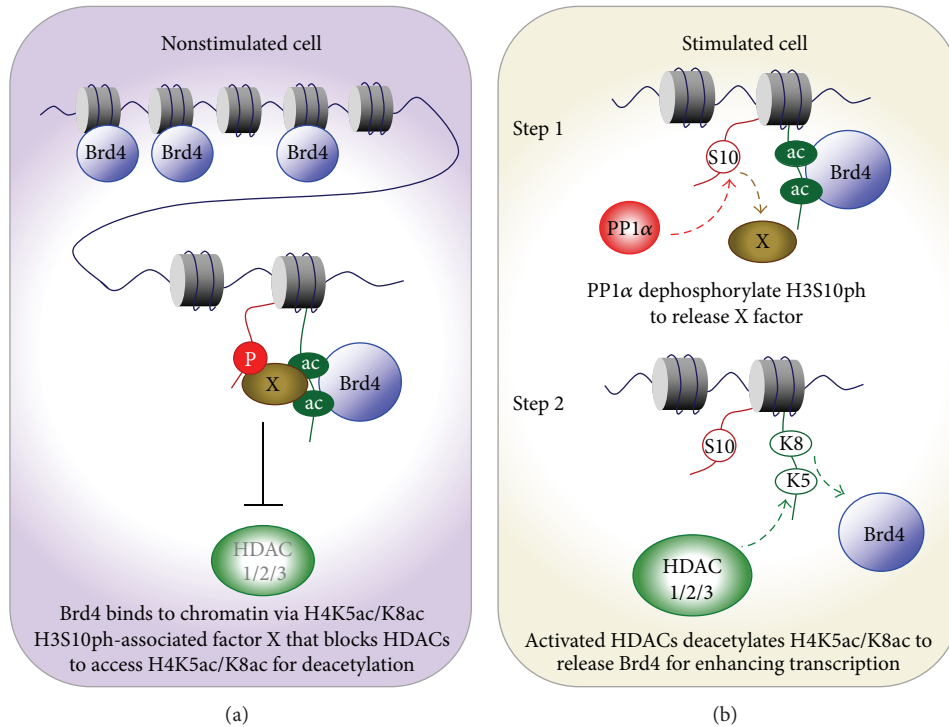 Nonstimulated cell
Brd4
Brd4
Brd4
P
X
ac
ac
Brd4
HDAC
1/2/3
Brd4 binds to chromatin via H4K5ac/K8ac
H3S10ph-associated factor X that blocks HDACs
to access H4K5ac/K8ac for deacetylation
(a)
Stimulated cell
Step 1
S10
ac
ac
Brd4
PP1α
X
PP1α dephosphorylate H3S10ph
to release X factor
Step 2
S10
K8
K5
Brd4
HDAC
1/2/3
Activated HDACs deacetylates H4K5ac/K8ac to
release Brd4 for enhancing transcription
(b)